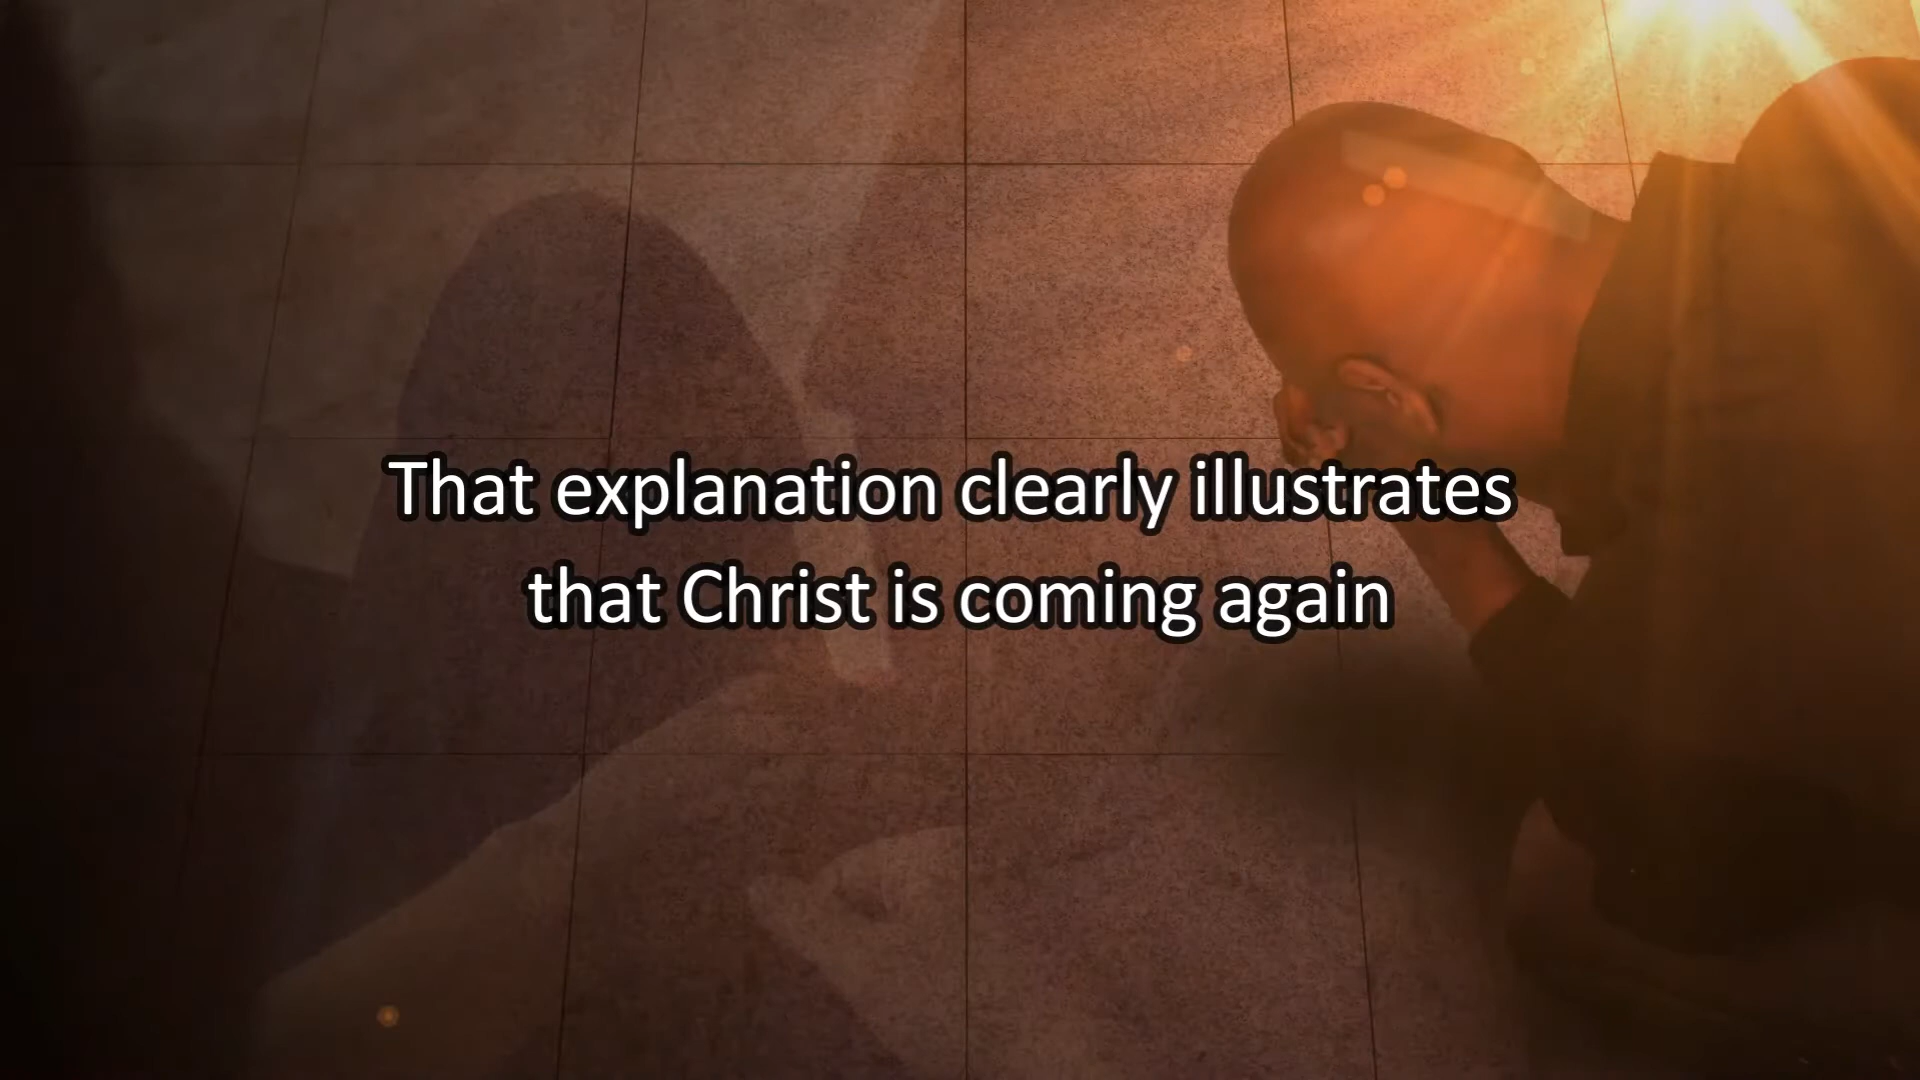 That explanation clearly illustrates
that Christ is coming again